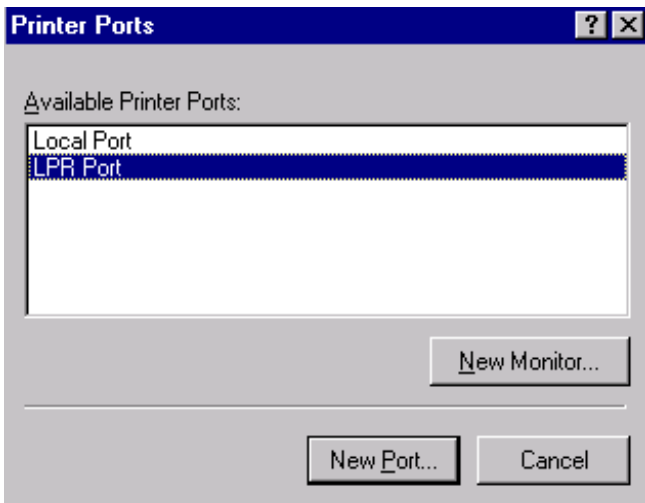 Printer Ports
Available Printer Ports:
Local Port
LPR Port
New Monitor...
New Port...
Cancel